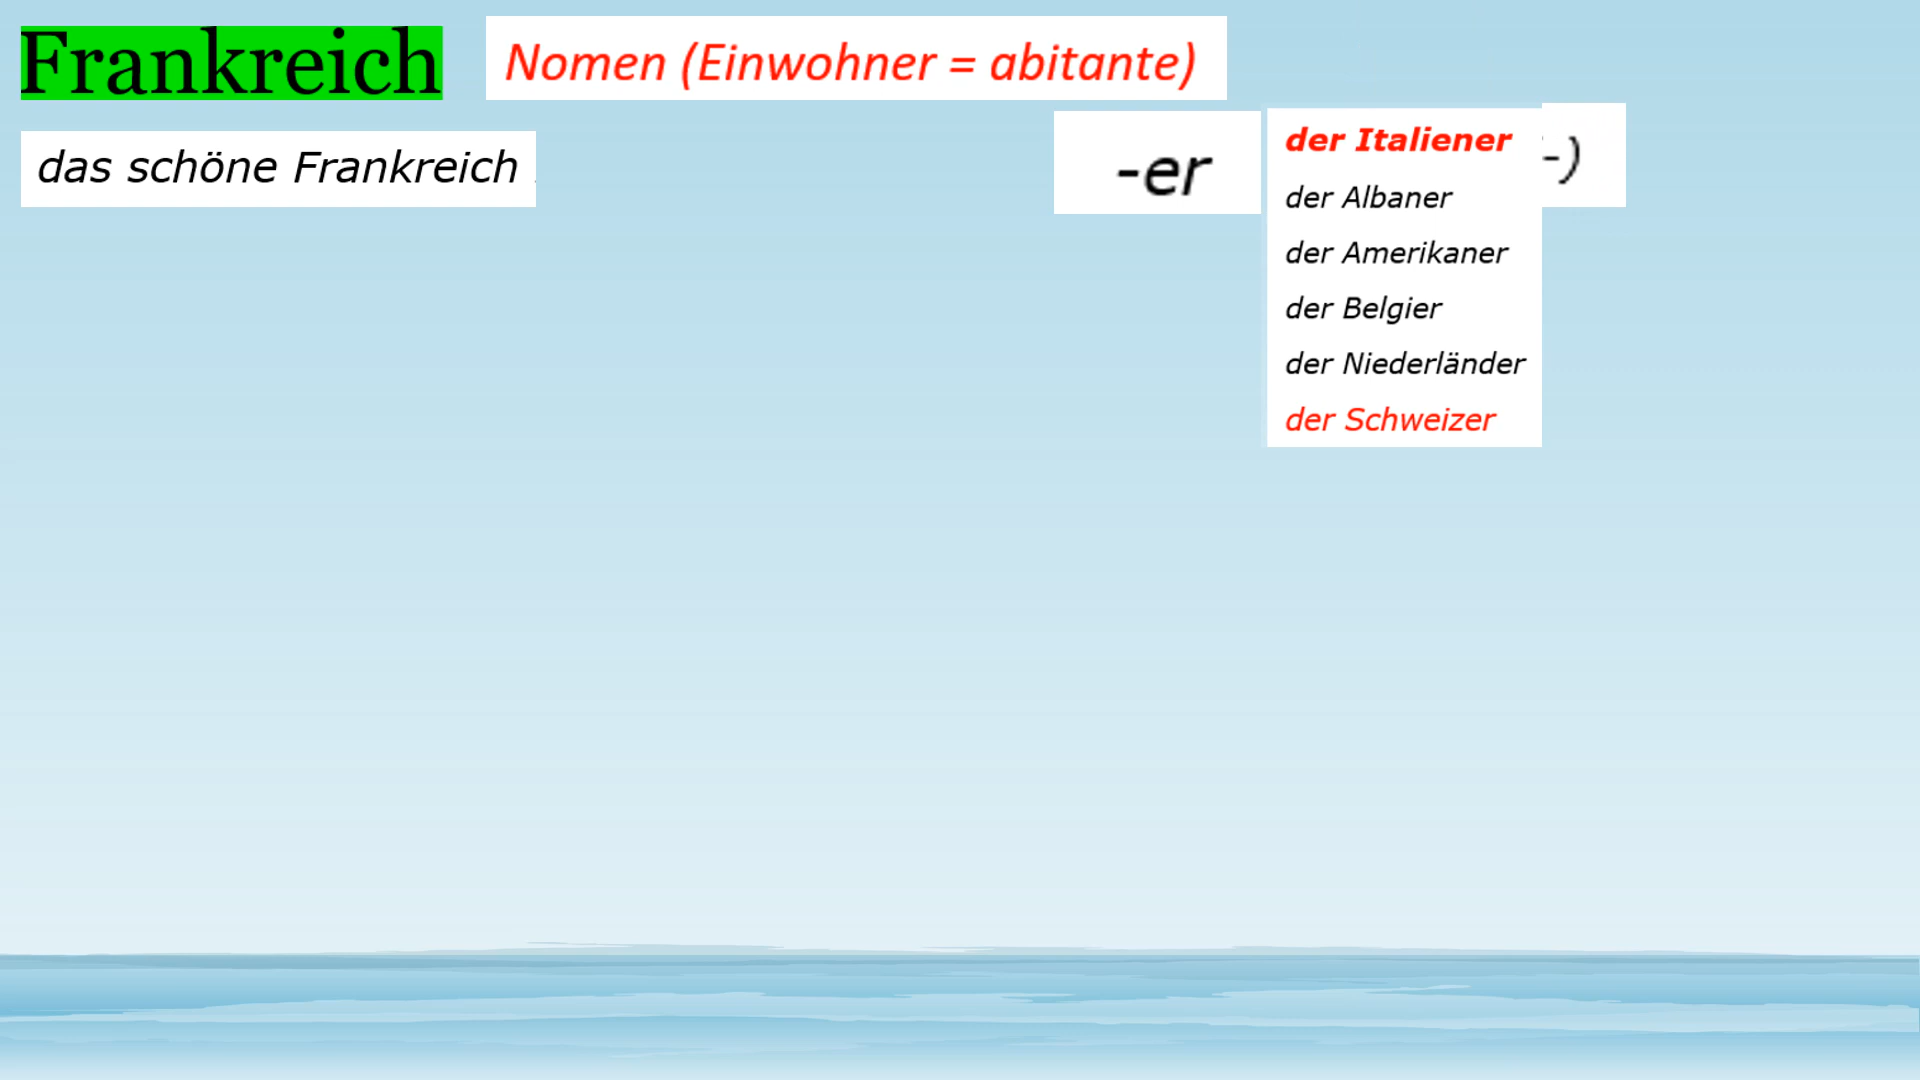 Frankreich
Nomen (Einwohner = abitante)
das schöne Frankreich
-er
der Italiener
-)
der Albaner
der Amerikaner
der Belgier
der Niederländer
der Schweizer